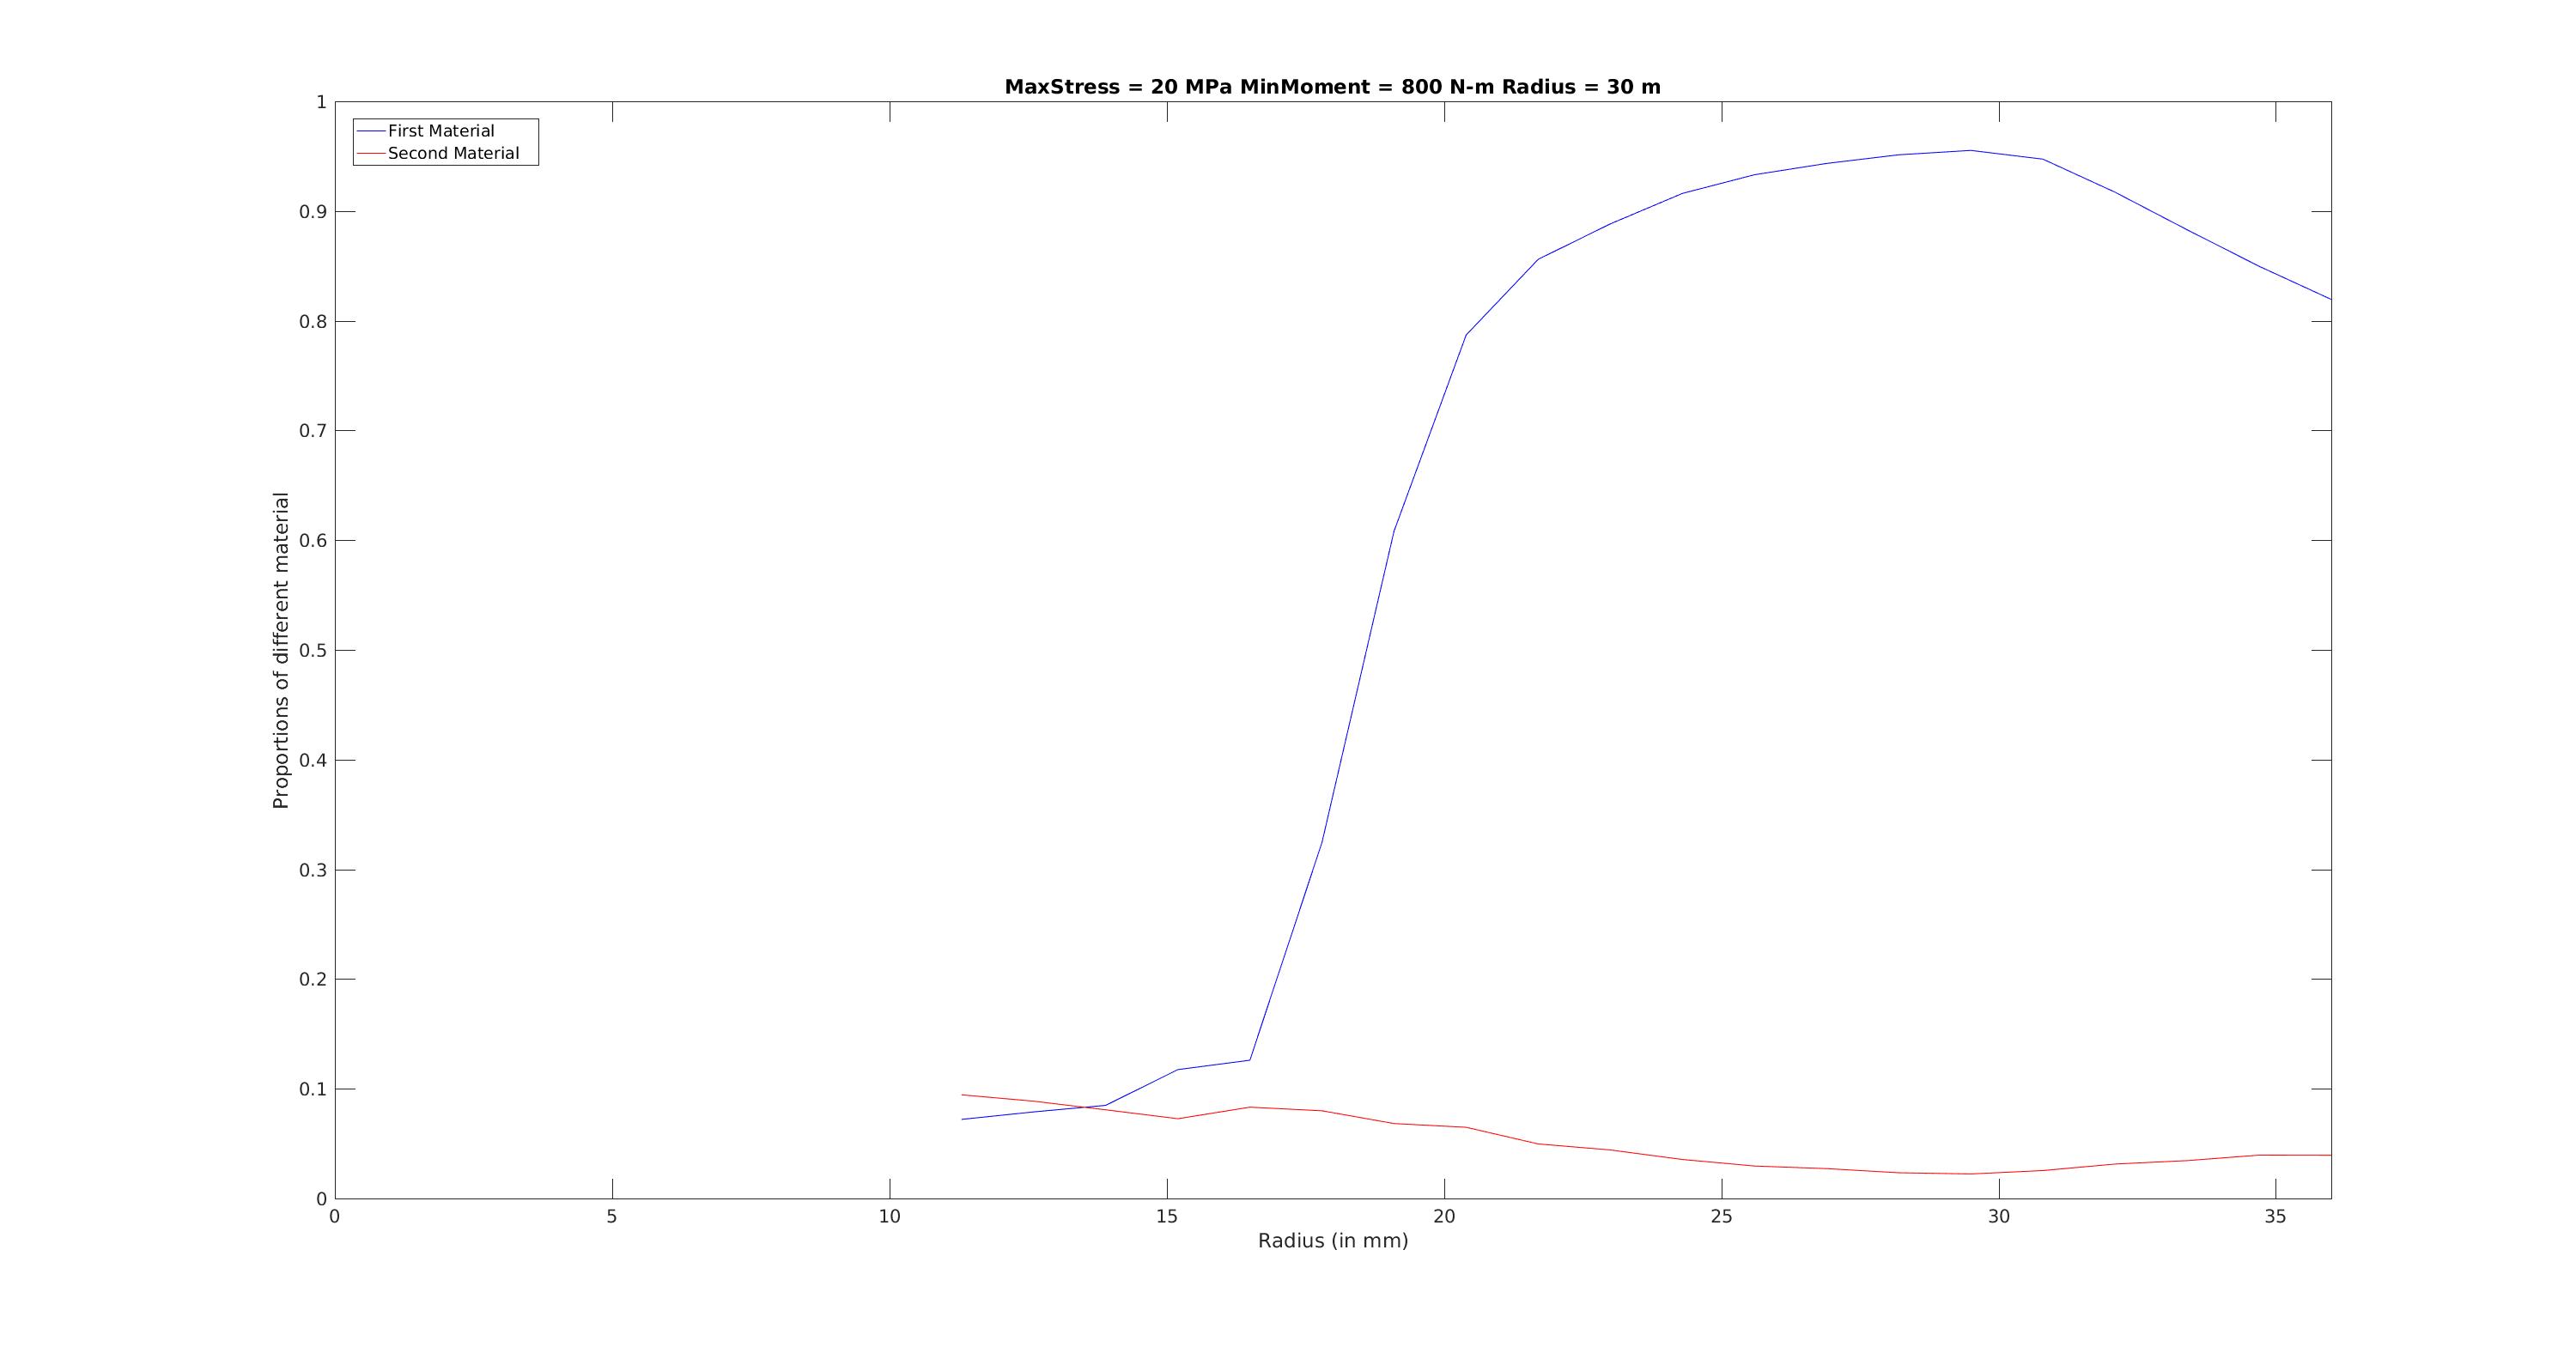 MaxStress = 20 MPa MinMoment = 800 N-m Radius = 30 m
First Material
Second Material
1
0.9
0.8
0.7
0.6
0.5
0.4
0.3
0.2
0.1
0
Proportions of different material
0 5 10 15 20 25 30 35
Radius (in mm)